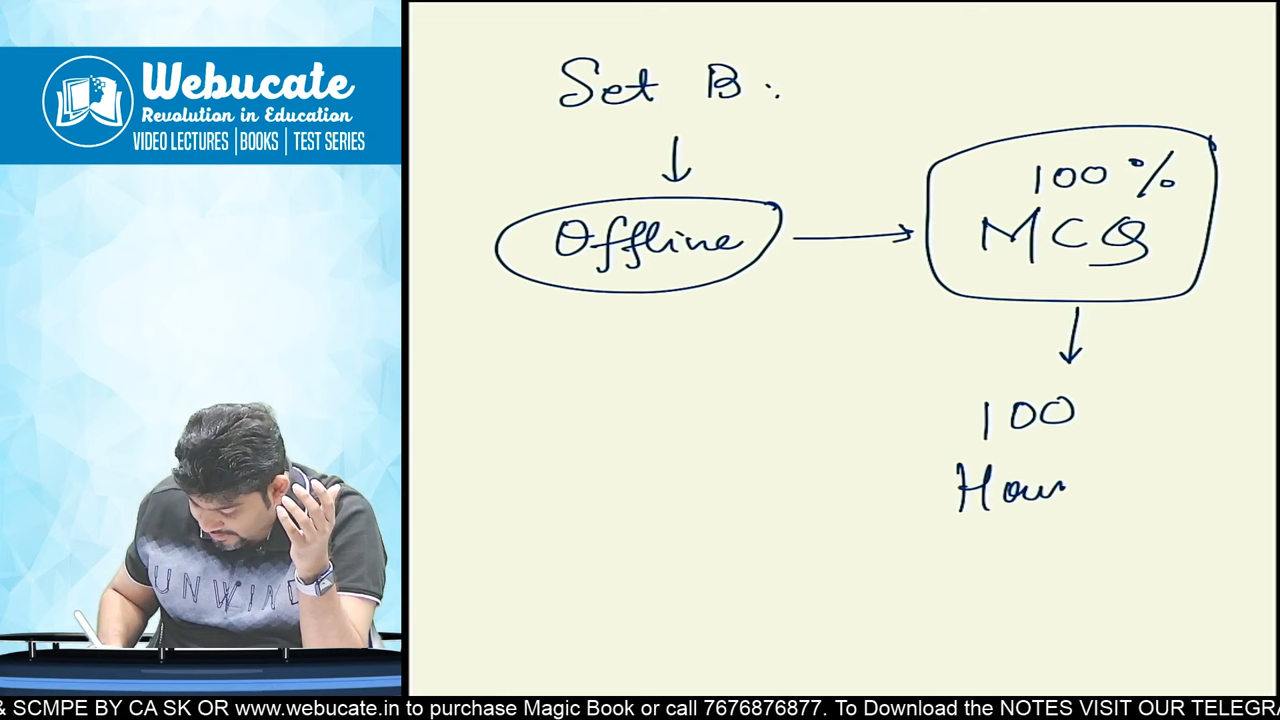 Webucate
Revolution in Education
VIDEO LECTURES | BOOKS | TEST SERIES
Set B :
Offline
100 %
MCQ
100
Hour
UNWIND
& SCMPE BY CA SK OR www.webucate.in to purchase Magic Book or call 7676876877. To Download the NOTES VISIT OUR TELEGRA